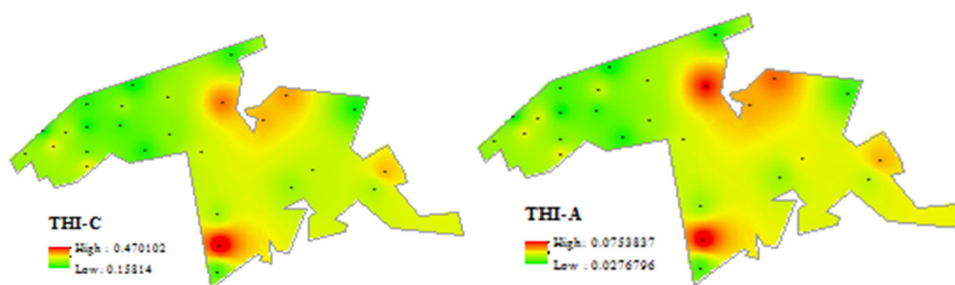 THI-C
High : 0.470102
Low : 0.15814
THI-A
High : 0.0753837
Low : 0.0276796